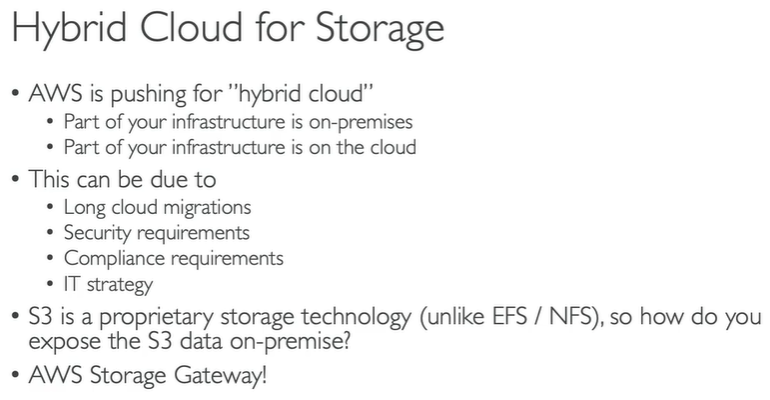 Hybrid Cloud for Storage
• AWS is pushing for ”hybrid cloud”
• Part of your infrastructure is on-premises
• Part of your infrastructure is on the cloud
• This can be due to
• Long cloud migrations
• Security requirements
• Compliance requirements
• IT strategy
• S3 is a proprietary storage technology (unlike EFS / NFS), so how do you
expose the S3 data on-premise?
• AWS Storage Gateway!